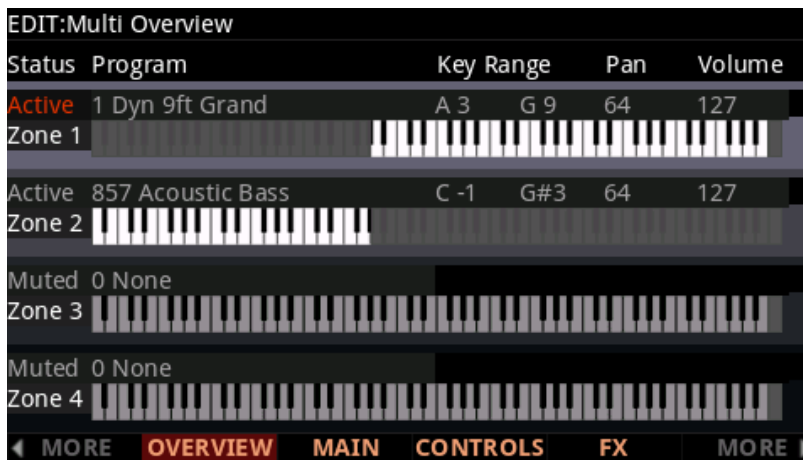 EDIT:Multi Overview
Status Program Key Range Pan Volume
Active 1 Dyn 9ft Grand A 3 G 9 64 127
Zone 1
Active 857 Acoustic Bass C -1 G#3 64 127
Zone 2
Muted 0 None
Zone 3
Muted 0 None
Zone 4
MORE OVERVIEW MAIN CONTROLS FX MORE